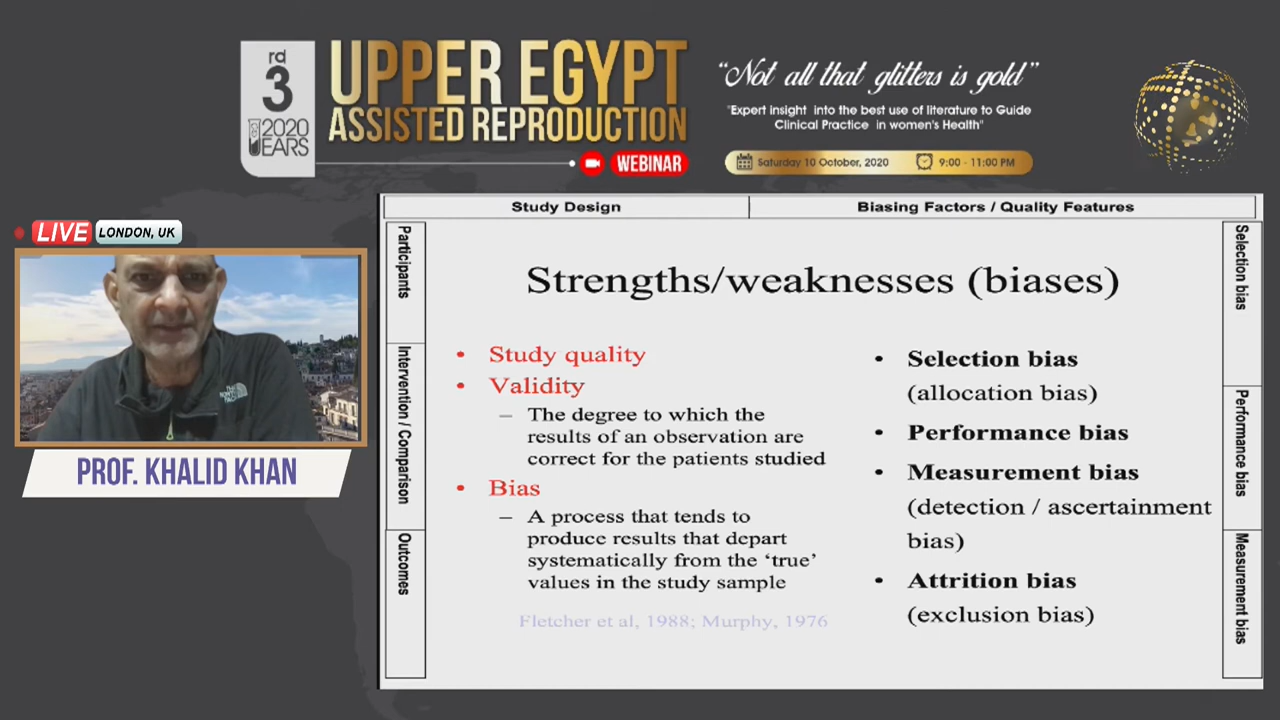 rd
3
2020
YEARS
UPPER EGYPT
ASSISTED REPRODUCTION
WEBINAR
“Not all that glitters is gold”
"Expert insight into the best use of literature to Guide
Clinical Practice in women's Health"
Saturday 10 October, 2020
9:00 - 11:00 PM
LIVE
LONDON, UK
THE
NORTH
FACE
PROF. KHALID KHAN
Study Design
Biasing Factors / Quality Features
Participants
Intervention / Comparison
Outcomes
Strengths/weaknesses (biases)
• Study quality
• Validity
– The degree to which the
results of an observation are
correct for the patients studied
• Bias
– A process that tends to
produce results that depart
systematically from the ‘true’
values in the study sample
Fletcher et al, 1988; Murphy, 1976
• Selection bias
(allocation bias)
• Performance bias
• Measurement bias
(detection / ascertainment
bias)
• Attrition bias
(exclusion bias)
Selection bias
Performance bias
Measurement bias